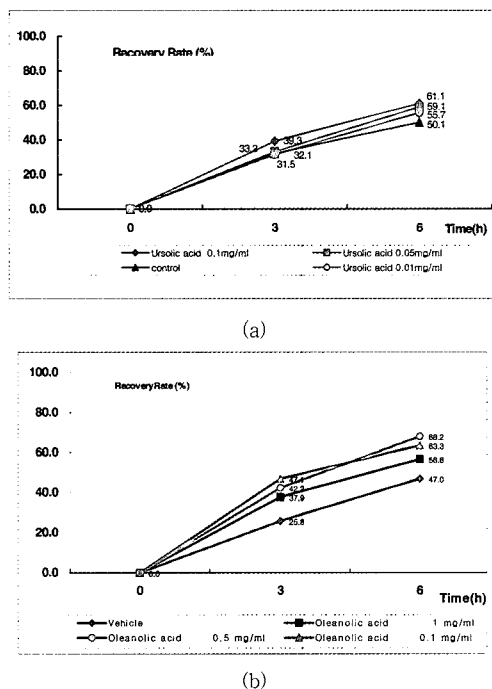 Recovery Rate (%)
100.0
80.0
60.0
40.0
20.0
0.0
0.0
33.2
39.3
32.1
31.5
61.1
59.1
55.7
50.1
0
3
6
Time(h)
Ursolic acid 0.1mg/ml
Ursolic acid 0.05mg/ml
control
Ursolic acid 0.01mg/ml
(a)
Recovery Rate (%)
100.0
80.0
60.0
40.0
20.0
0.0
0.0
42.2
37.9
25.8
68.2
63.3
56.8
47.0
0
3
6
Time(h)
Vehicle
Oleanolic acid 1 mg/ml
Oleanolic acid 0.5 mg/ml
Oleanolic acid 0.1 mg/ml
(b)